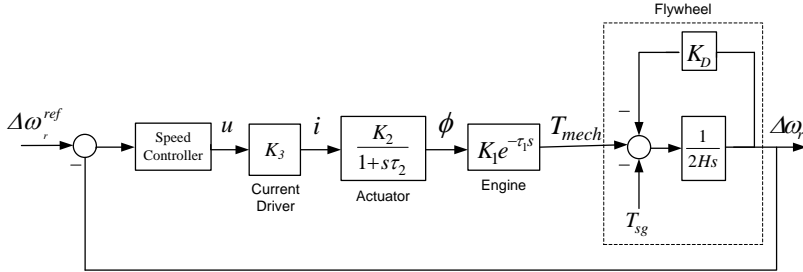 Flywheel
K_D
Δω_r^ref
Speed
Controller
u
K_3
i
K_2
1+sτ_2
ϕ
K_1e^{-τ_1s}
T_mech
1
2Hs
Δω_r
−
−
−
Current
Driver
Actuator
Engine
T_sg